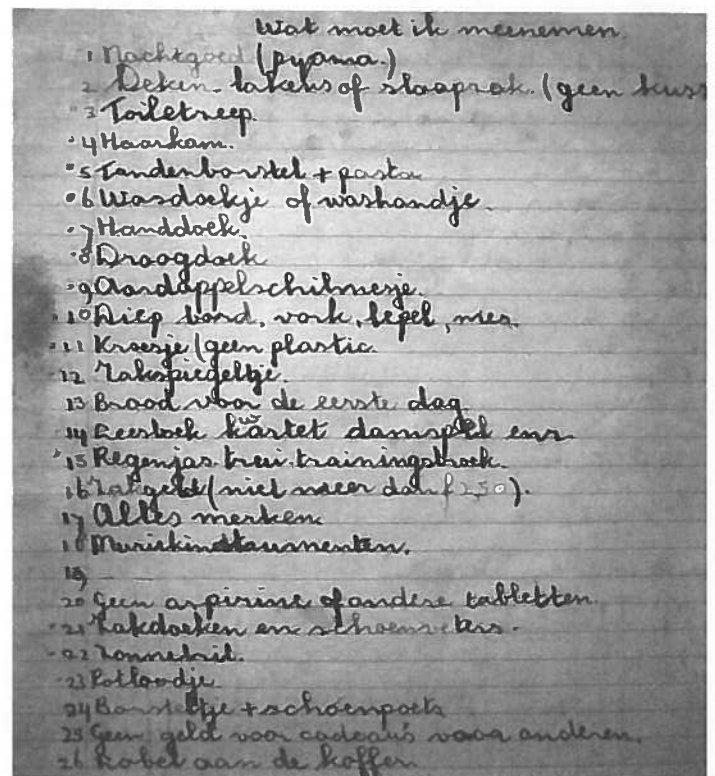 Wat moet ik meenemen
1 Nachtgoed (pyama.)
2 Deken - lakens of slaapzak. (geen kuss
3 Toiletzeep.
4 Haarkam.
5 Tandenborstel + pasta
6 Wasdoekje of washandje.
7 Handdoek.
8 Droogdoek
9 Aardappelschilmesje.
10 Diep bord, vork, lepel, mes.
11 Kroesje (geen plastic.
12 Zakspiegeltje.
13 Brood voor de eerste dag
14 Leesboek damspel enz.
15 Regenjas. trui. trainingsbroek.
16 Zakgeld (niet meer dan f 2,50).
17 Alles merken.
18
19
20 Geen aspirine of andere tabletten.
21 Zakdoeken en schoenveters.
22 Zonnebril.
23 Potloodje
24 Borsteltje + schoenpoets
25 Geen geld voor cadeau's voor anderen.
26 aan de koffer.